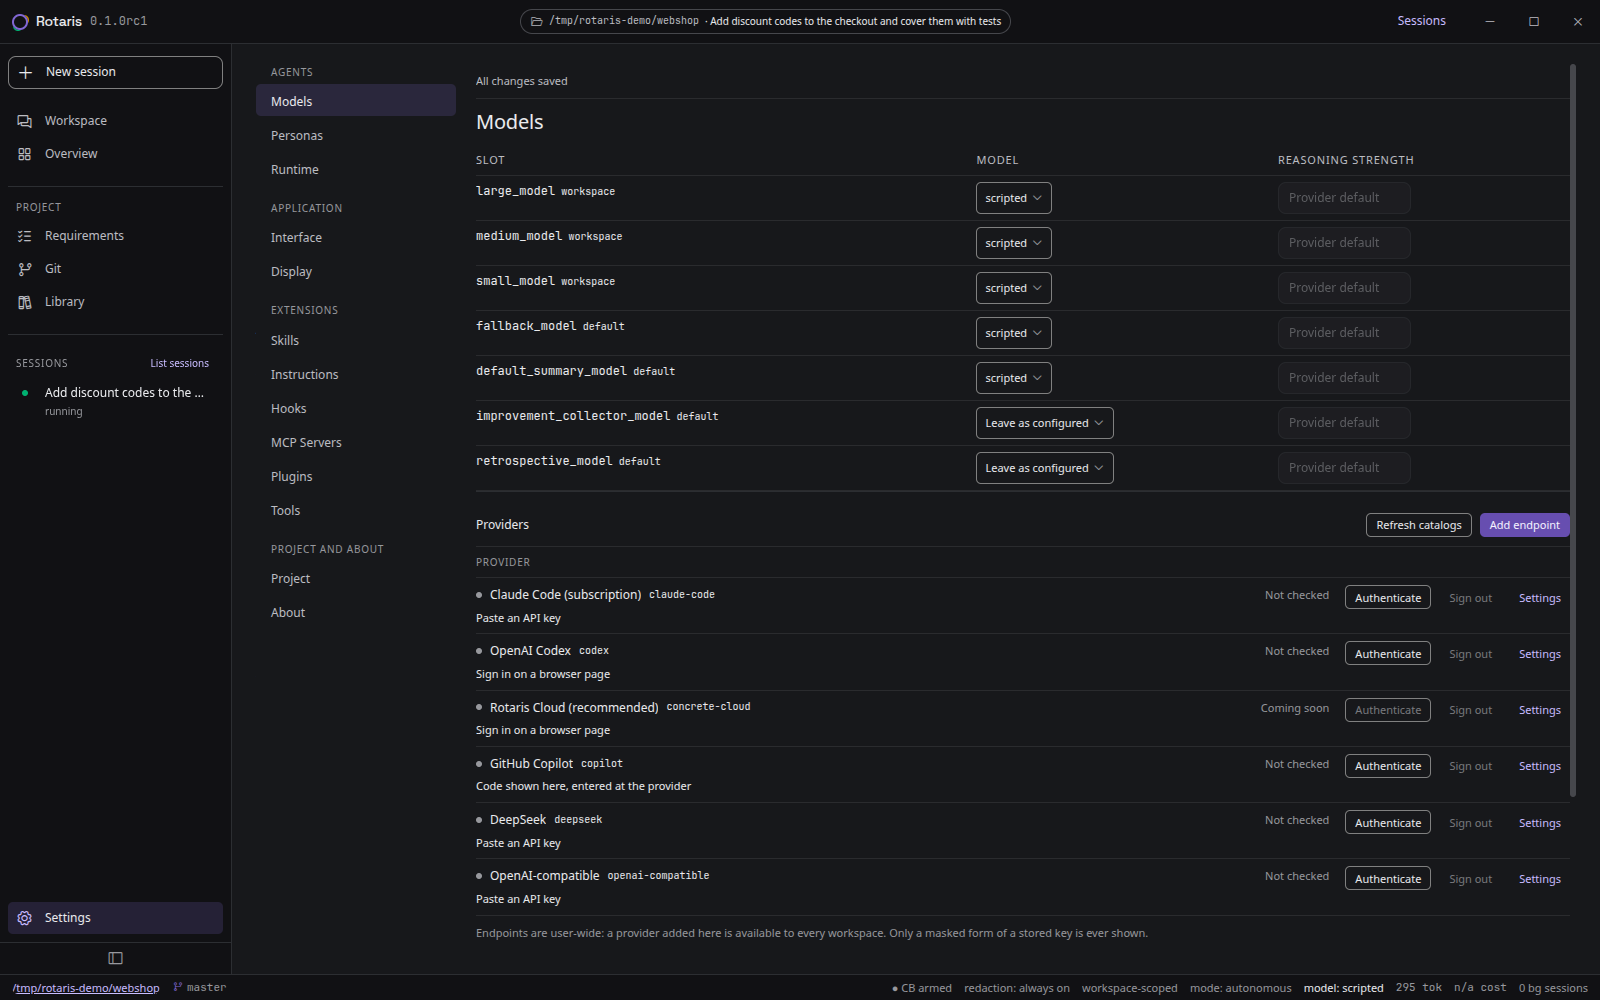 Rotaris 0.1.0rc1
/tmp/rotaris-demo/webshop · Add discount codes to the checkout and cover them with tests
Sessions
New session
Workspace
Overview
PROJECT
Requirements
Git
Library
SESSIONS List sessions
Add discount codes to the ...
running
Settings
AGENTS
Models
Personas
Runtime
APPLICATION
Interface
Display
EXTENSIONS
Skills
Instructions
Hooks
MCP Servers
Plugins
Tools
PROJECT AND ABOUT
Project
About
All changes saved
Models
SLOT MODEL REASONING STRENGTH
large_model workspace scripted Provider default
medium_model workspace scripted Provider default
small_model workspace scripted Provider default
fallback_model default scripted Provider default
default_summary_model default scripted Provider default
improvement_collector_model default Leave as configured Provider default
retrospective_model default Leave as configured Provider default
Providers Refresh catalogs Add endpoint
PROVIDER
Claude Code (subscription) claude-code Not checked Authenticate Sign out Settings
Paste an API key
OpenAI Codex codex Not checked Authenticate Sign out Settings
Sign in on a browser page
Rotaris Cloud (recommended) concrete-cloud Coming soon Authenticate Sign out Settings
Sign in on a browser page
GitHub Copilot copilot Not checked Authenticate Sign out Settings
Code shown here, entered at the provider
DeepSeek deepseek Not checked Authenticate Sign out Settings
Paste an API key
OpenAI-compatible openai-compatible Not checked Authenticate Sign out Settings
Paste an API key
Endpoints are user-wide: a provider added here is available to every workspace. Only a masked form of a stored key is ever shown.
/tmp/rotaris-demo/webshop master ● CB armed redaction: always on workspace-scoped mode: autonomous model: scripted 295 tok n/a cost 0 bg sessions